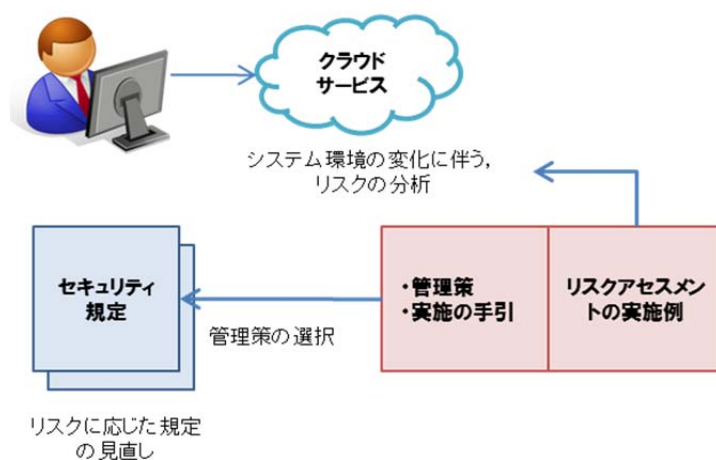 クラウド
サービス
システム環境の変化に伴う,
リスクの分析
セキュリティ
規定
管理策の選択
・管理策
・実施の手引
リスクアセスメン
トの実施例
リスクに応じた規定
の見直し